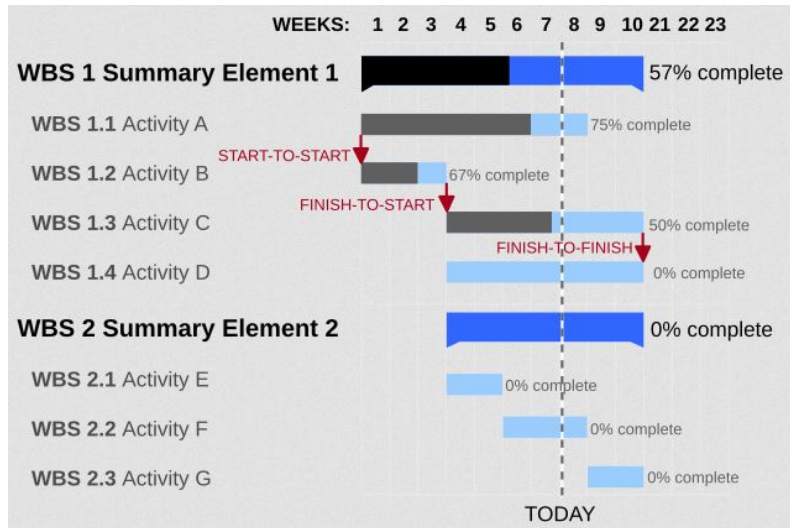 WEEKS: 1 2 3 4 5 6 7 8 9 10 21 22 23
WBS 1 Summary Element 1 57% complete
WBS 1.1 Activity A 75% complete
START-TO-START
WBS 1.2 Activity B 67% complete
FINISH-TO-START
WBS 1.3 Activity C 50% complete
FINISH-TO-FINISH
WBS 1.4 Activity D 0% complete
WBS 2 Summary Element 2 0% complete
WBS 2.1 Activity E 0% complete
WBS 2.2 Activity F 0% complete
WBS 2.3 Activity G 0% complete
TODAY